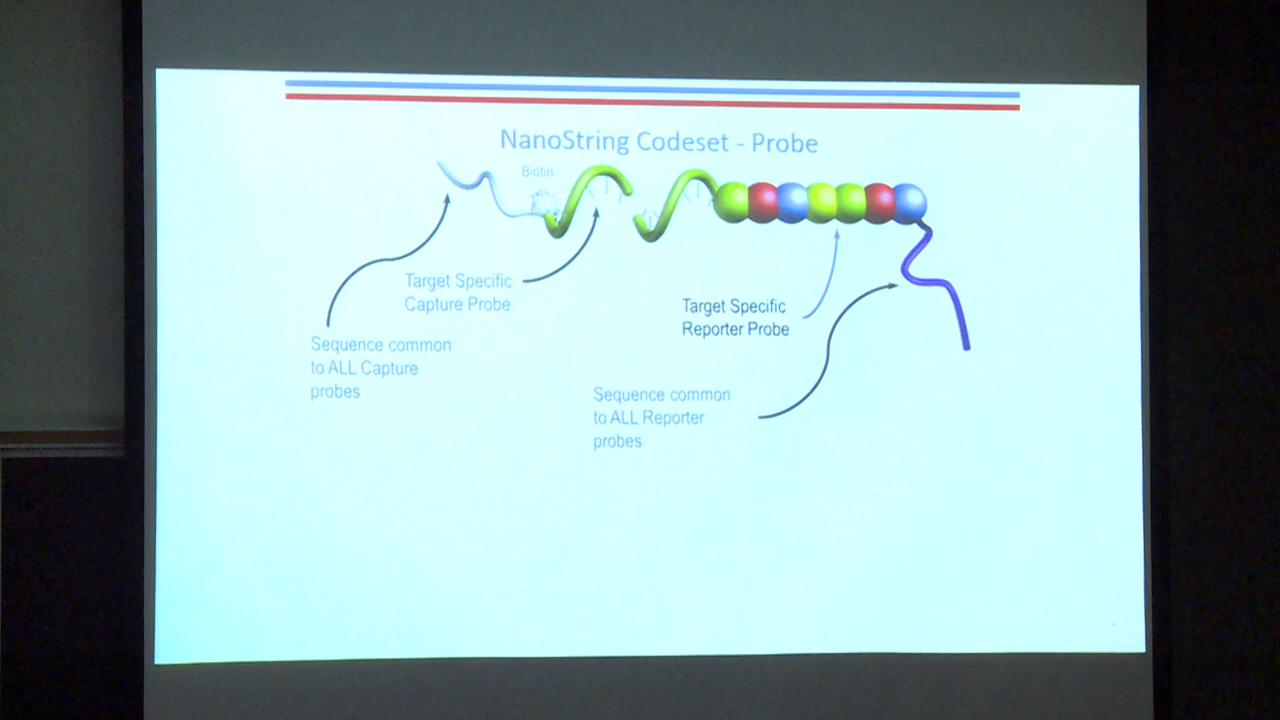 NanoString Codeset - Probe
Biotin
Target Specific
Capture Probe
Sequence common
to ALL Capture
probes
Target Specific
Reporter Probe
Sequence common
to ALL Reporter
probes